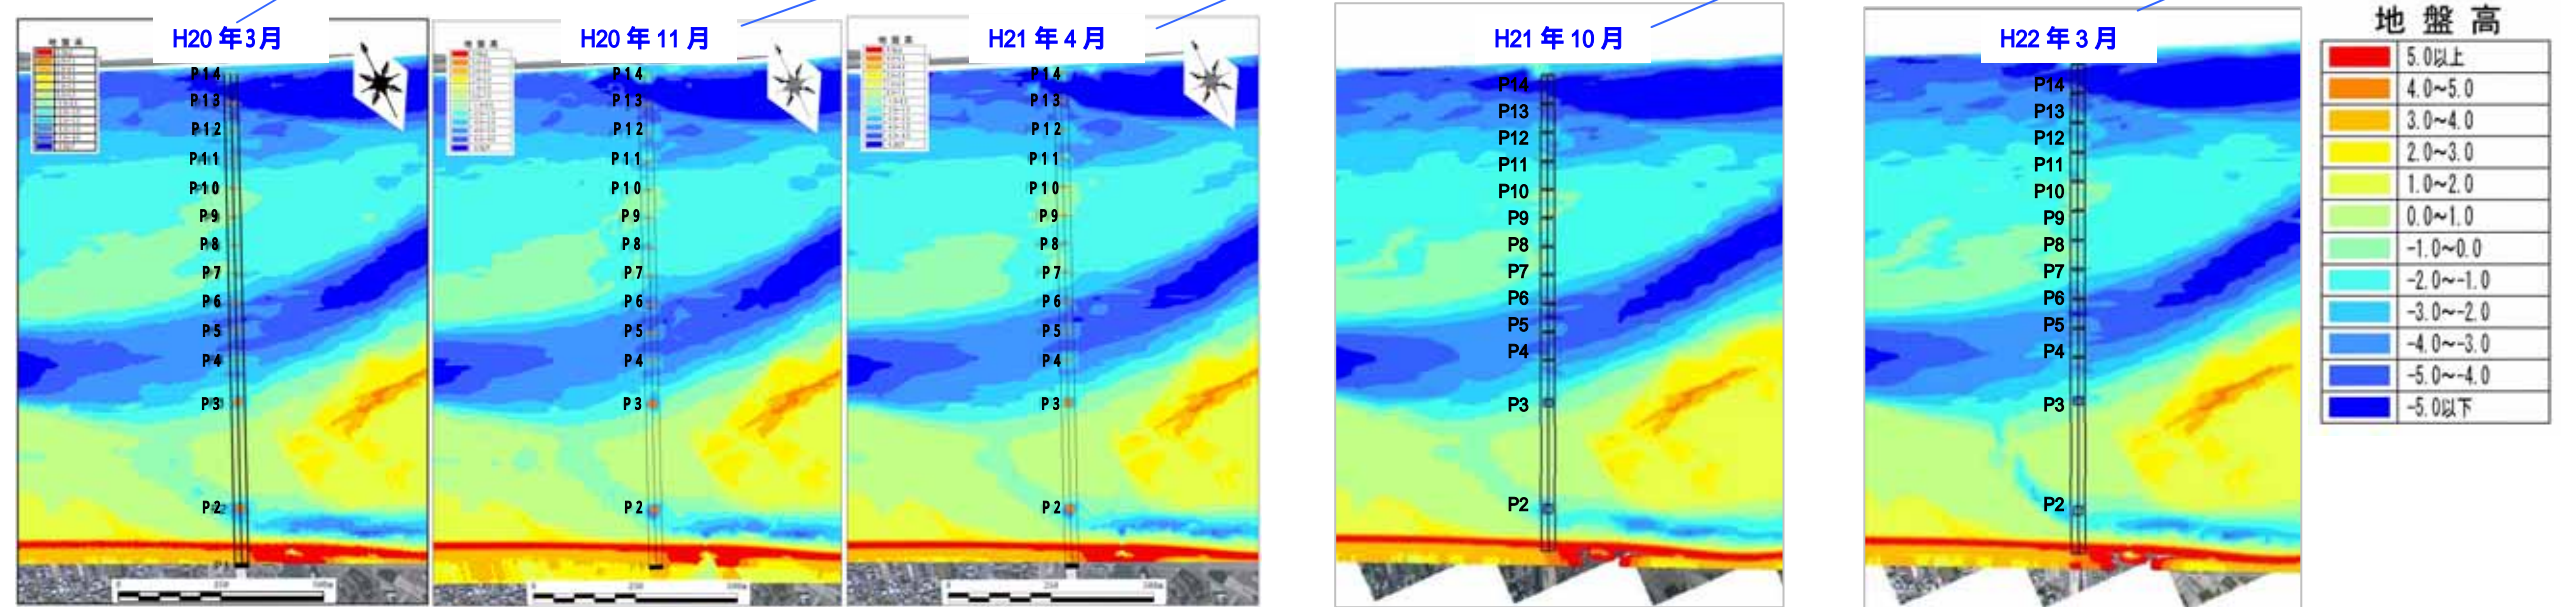 H20年3月
P14
P13
P12
P11
P10
P9
P8
P7
P6
P5
P4
P3
P2
H20年11月
P14
P13
P12
P11
P10
P9
P8
P7
P6
P5
P4
P3
P2
H21年4月
P14
P13
P12
P11
P10
P9
P8
P7
P6
P5
P4
P3
P2
H21年10月
P14
P13
P12
P11
P10
P9
P8
P7
P6
P5
P4
P3
P2
H22年3月
P14
P13
P12
P11
P10
P9
P8
P7
P6
P5
P4
P3
P2
地盤高
5.0以上
4.0~5.0
3.0~4.0
2.0~3.0
1.0~2.0
0.0~1.0
-1.0~0.0
-2.0~-1.0
-3.0~-2.0
-4.0~-3.0
-5.0~-4.0
-5.0以下